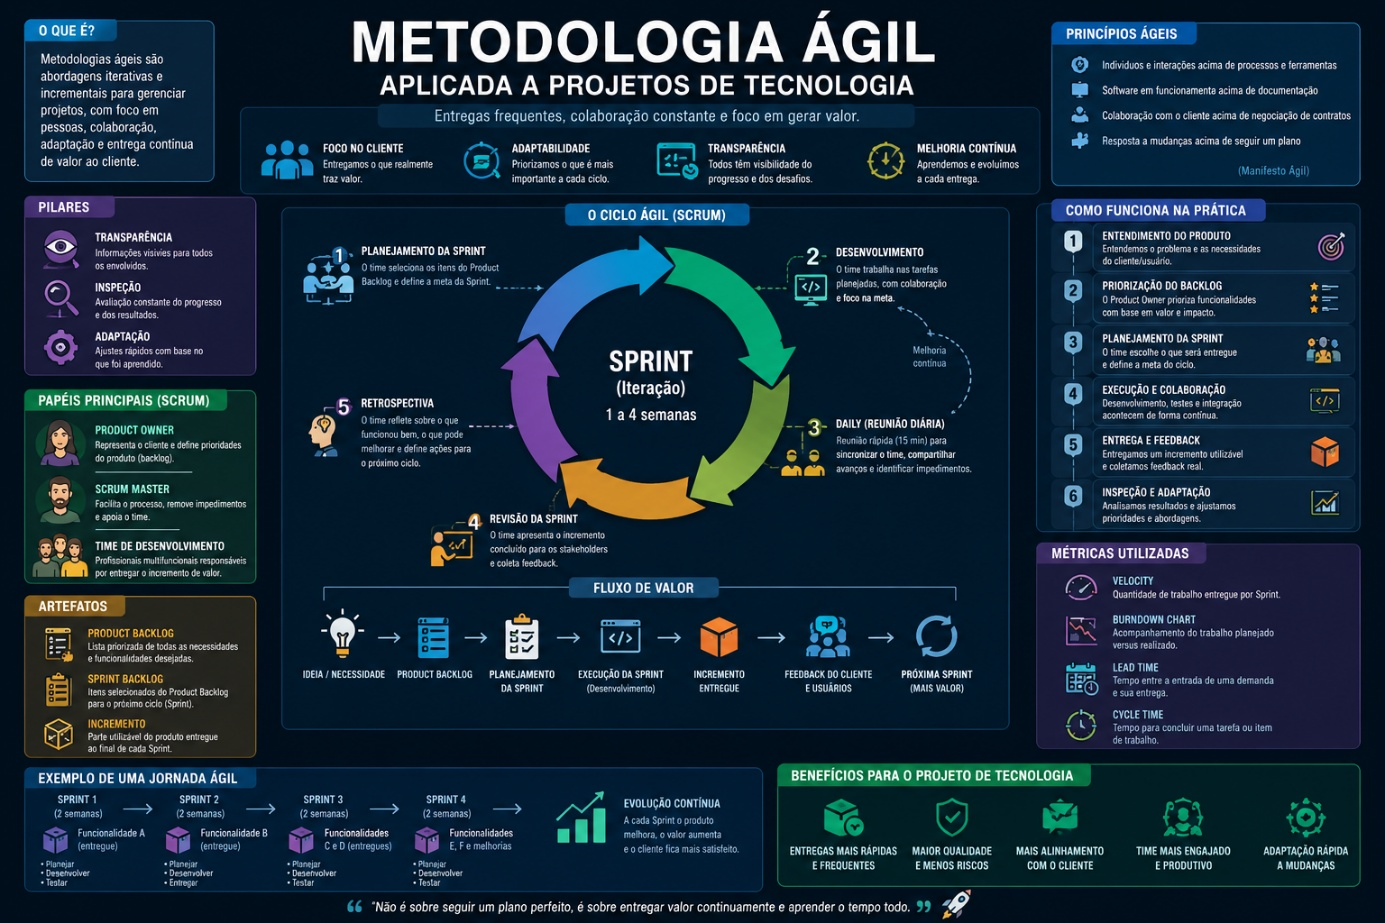 METODOLOGIA ÁGIL
APLICADA A PROJETOS DE TECNOLOGIA
Entregas frequentes, colaboração constante e foco em gerar valor.
FOCO NO CLIENTE
Entregamos o que realmente
traz valor.
ADAPTABILIDADE
Priorizamos o que é mais
importante a cada ciclo.
TRANSPARÊNCIA
Todos têm visibilidade do
progresso e dos desafios.
MELHORIA CONTÍNUA
Aprendemos e evoluímos
a cada entrega.
O QUE É?
Metodologias ágeis são
abordagens iterativas e
incrementais para gerenciar
projetos, com foco em
pessoas, colaboração,
adaptação e entrega contínua
de valor ao cliente.
PRINCÍPIOS ÁGEIS
Individuos e interações acima de processos e ferramentas
Software em funcionamenta acima de documentação
Colaboração com o cliente acima de negociação de contratos
Resposta a mudanças acima de seguir um plano
(Manifesto Ágil)
PILARES
TRANSPARÊNCIA
Informações visivies para todos
os envolvidos.
INSPEÇÃO
Avaliação constante do progresso
e dos resultados.
ADAPTAÇÃO
Ajustes rápidos com base no
que foi aprendido.
PAPÉIS PRINCIPAIS (SCRUM)
PRODUCT OWNER
Representa o cliente e define prioridades
do produto (backlog).
SCRUM MASTER
Facilita o processo, remove impedimentos
e apoia o time.
TIME DE DESENVOLVIMENTO
Profissionais multifuncionais responsáveis
por entregar o incremento de valor.
ARTEFATOS
PRODUCT BACKLOG
Lista priorizada de todas as necessidades
e funcionalidades desejadas.
SPRINT BACKLOG
Itens selecionados do Product Backlog
para o próximo ciclo (Sprint).
INCREMENTO
Parte utilizável do produto entregue
ao final de cada Sprint.
O CICLO ÁGIL (SCRUM)
1
PLANEJAMENTO DA SPRINT
O time seleciona os itens do Product
Backlog e define a meta da Sprint.
2
DESENVOLVIMENTO
O time trabalha nas tarefas
planejadas, com colaboração
e foco na meta.
Melhoria
contínua
SPRINT
(Iteração)
1 a 4 semanas
3
DAILY (REUNIÃO DIÁRIA)
Reunião rápida (15 min) para
sincronizar o time, compartilhar
avanços e identificar impedimentos.
4
REVISÃO DA SPRINT
O time apresenta o incremento
concluído para os stakeholders
e coleta feedback.
5
RETROSPECTIVA
O time reflete sobre o que
funcionou bem, o que pode
melhorar e define ações para
o próximo ciclo.
FLUXO DE VALOR
IDEIA / NECESSIDADE
PRODUCT BACKLOG
PLANEJAMENTO
DA SPRINT
EXECUÇÃO DA SPRINT
(Desenvolvimento)
INCREMENTO
ENTREGUE
FEEDBACK DO CLIENTE
E USUÁRIOS
PRÓXIMA SPRINT
(MAIS VALOR)
COMO FUNCIONA NA PRÁTICA
1
ENTENDIMENTO DO PRODUTO
Entendemos o problema e as necessidades
do cliente/usuário.
2
PRIORIZAÇÃO DO BACKLOG
O Product Owner prioriza funcionalidades
com base em valor e impacto.
3
PLANEJAMENTO DA SPRINT
O time escolhe o que será entregue
e define a meta do ciclo.
4
EXECUÇÃO E COLABORAÇÃO
Desenvolvimento, testes e integração
acontecem de forma contínua.
5
ENTREGA E FEEDBACK
Entregamos um incremento utilizável
e coletamos feedback real.
6
INSPEÇÃO E ADAPTAÇÃO
Analisamos resultados e ajustamos
prioridades e abordagens.
MÉTRICAS UTILIZADAS
VELOCITY
Quantidade de trabalho entregue por Sprint.
BURNDOWN CHART
Acompanhamento do trabalho planejado
versus realizado.
LEAD TIME
Tempo entre a entrada de uma demanda
e sua entrega.
CYCLE TIME
Tempo para concluir uma tarefa ou item
de trabalho.
EXEMPLO DE UMA JORNADA ÁGIL
SPRINT 1
(2 semanas)
Funcionalidade A
(entregue)
• Planejar
• Desenvolver
• Testar
SPRINT 2
(2 semanas)
Funcionalidade B
(entregue)
• Planejar
• Desenvolver
• Entregar
SPRINT 3
(2 semanas)
Funcionalidades
C e D (entregues)
• Planejar
• Desenvolver
• Testar
SPRINT 4
(2 semanas)
Funcionalidades
E, F e melhorias
• Planejar
• Desenvolver
• Testar
EVOLUÇÃO CONTÍNUA
A cada Sprint o produto
melhora, o valor aumenta
e o cliente fica mais satisfeito.
BENEFÍCIOS PARA O PROJETO DE TECNOLOGIA
ENTREGAS MAIS RÁPIDAS
E FREQUENTES
MAIOR QUALIDADE
E MENOS RISCOS
MAIS ALINHAMENTO
COM O CLIENTE
TIME MAIS ENGAJADO
E PRODUTIVO
ADAPTAÇÃO RÁPIDA
A MUDANÇAS
“ “Não é sobre seguir um plano perfeito, é sobre entregar valor continuamente e aprender o tempo todo. ”